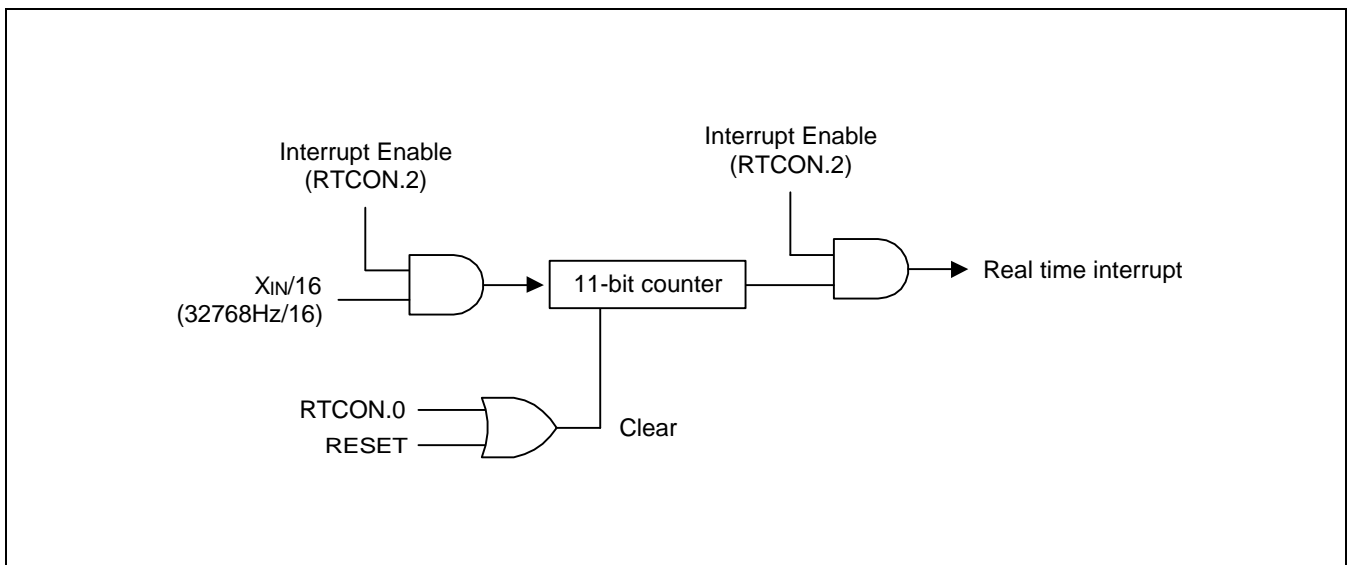 Interrupt Enable
(RTCON.2)
Interrupt Enable
(RTCON.2)
XIN/16
(32768Hz/16)
11-bit counter
Real time interrupt
RTCON.0
RESET
Clear